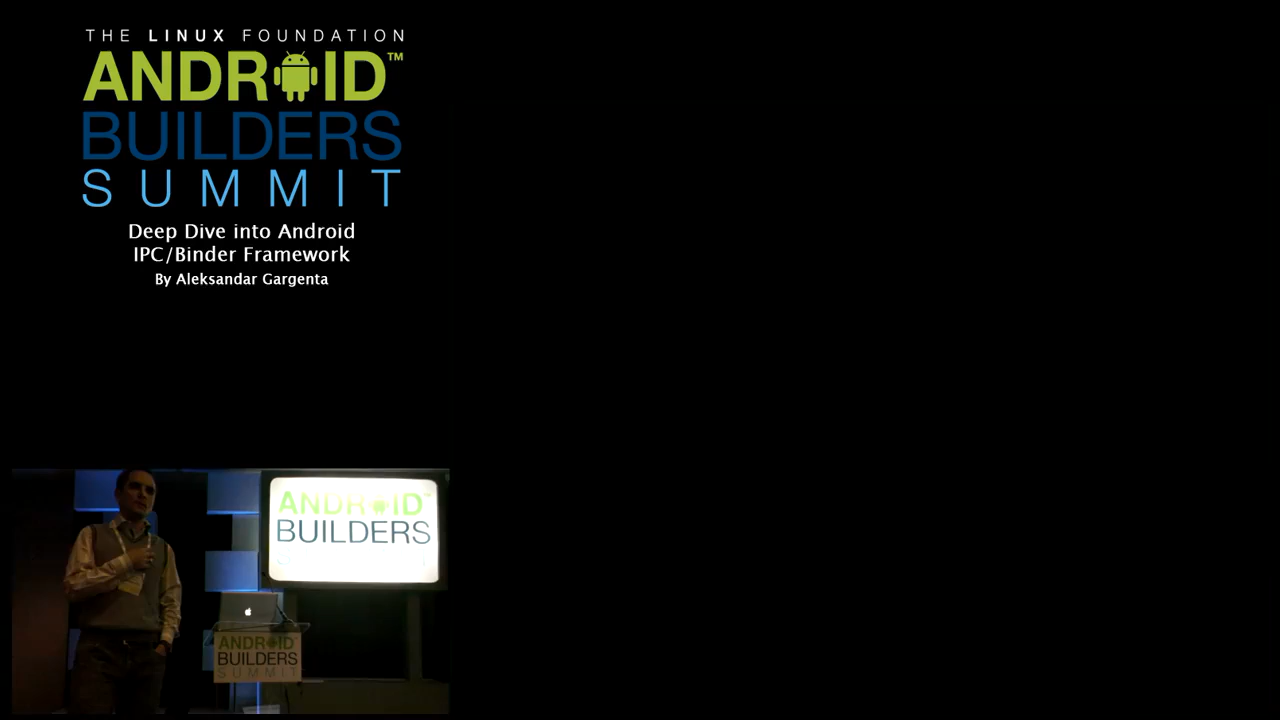 THE LINUX FOUNDATION
ANDROID™
BUILDERS
SUMMIT
Deep Dive into Android
IPC/Binder Framework
By Aleksandar Gargenta
ANDROID™
BUILDERS
ANDROID
BUILDERS
SUMMIT